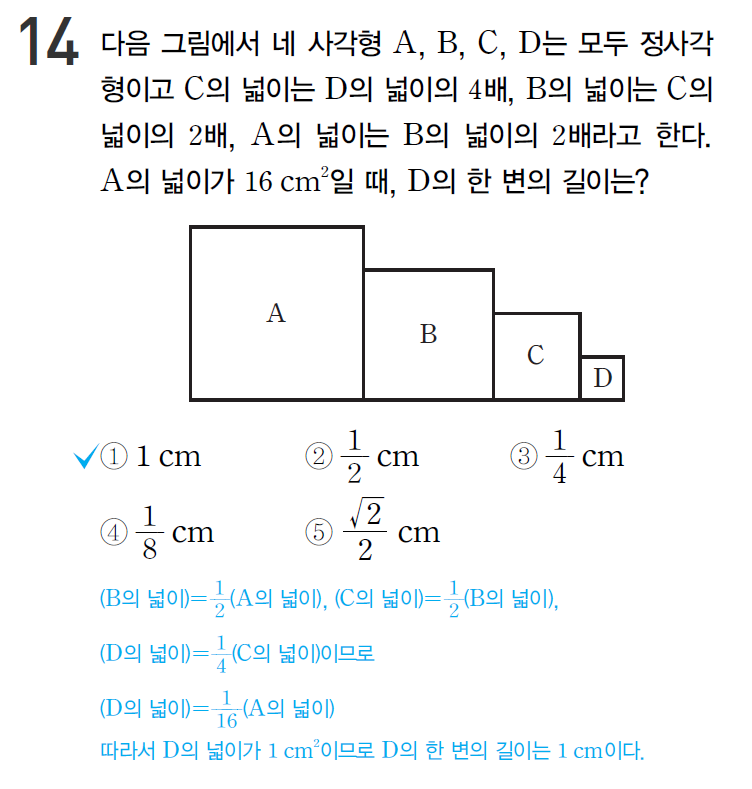 14 다음 그림에서 네 사각형 A, B, C, D는 모두 정사각
형이고 C의 넓이는 D의 넓이의 4배, B의 넓이는 C의
넓이의 2배, A의 넓이는 B의 넓이의 2배라고 한다.
A의 넓이가 16 cm²일 때, D의 한 변의 길이는?
A
B
C
D
① 1 cm ② 1/2 cm ③ 1/4 cm
④ 1/8 cm ⑤ √2/2 cm
(B의 넓이)=1/2(A의 넓이), (C의 넓이)=1/2(B의 넓이),
(D의 넓이)=1/4(C의 넓이)이므로
(D의 넓이)=1/16(A의 넓이)
따라서 D의 넓이가 1 cm²이므로 D의 한 변의 길이는 1 cm이다.